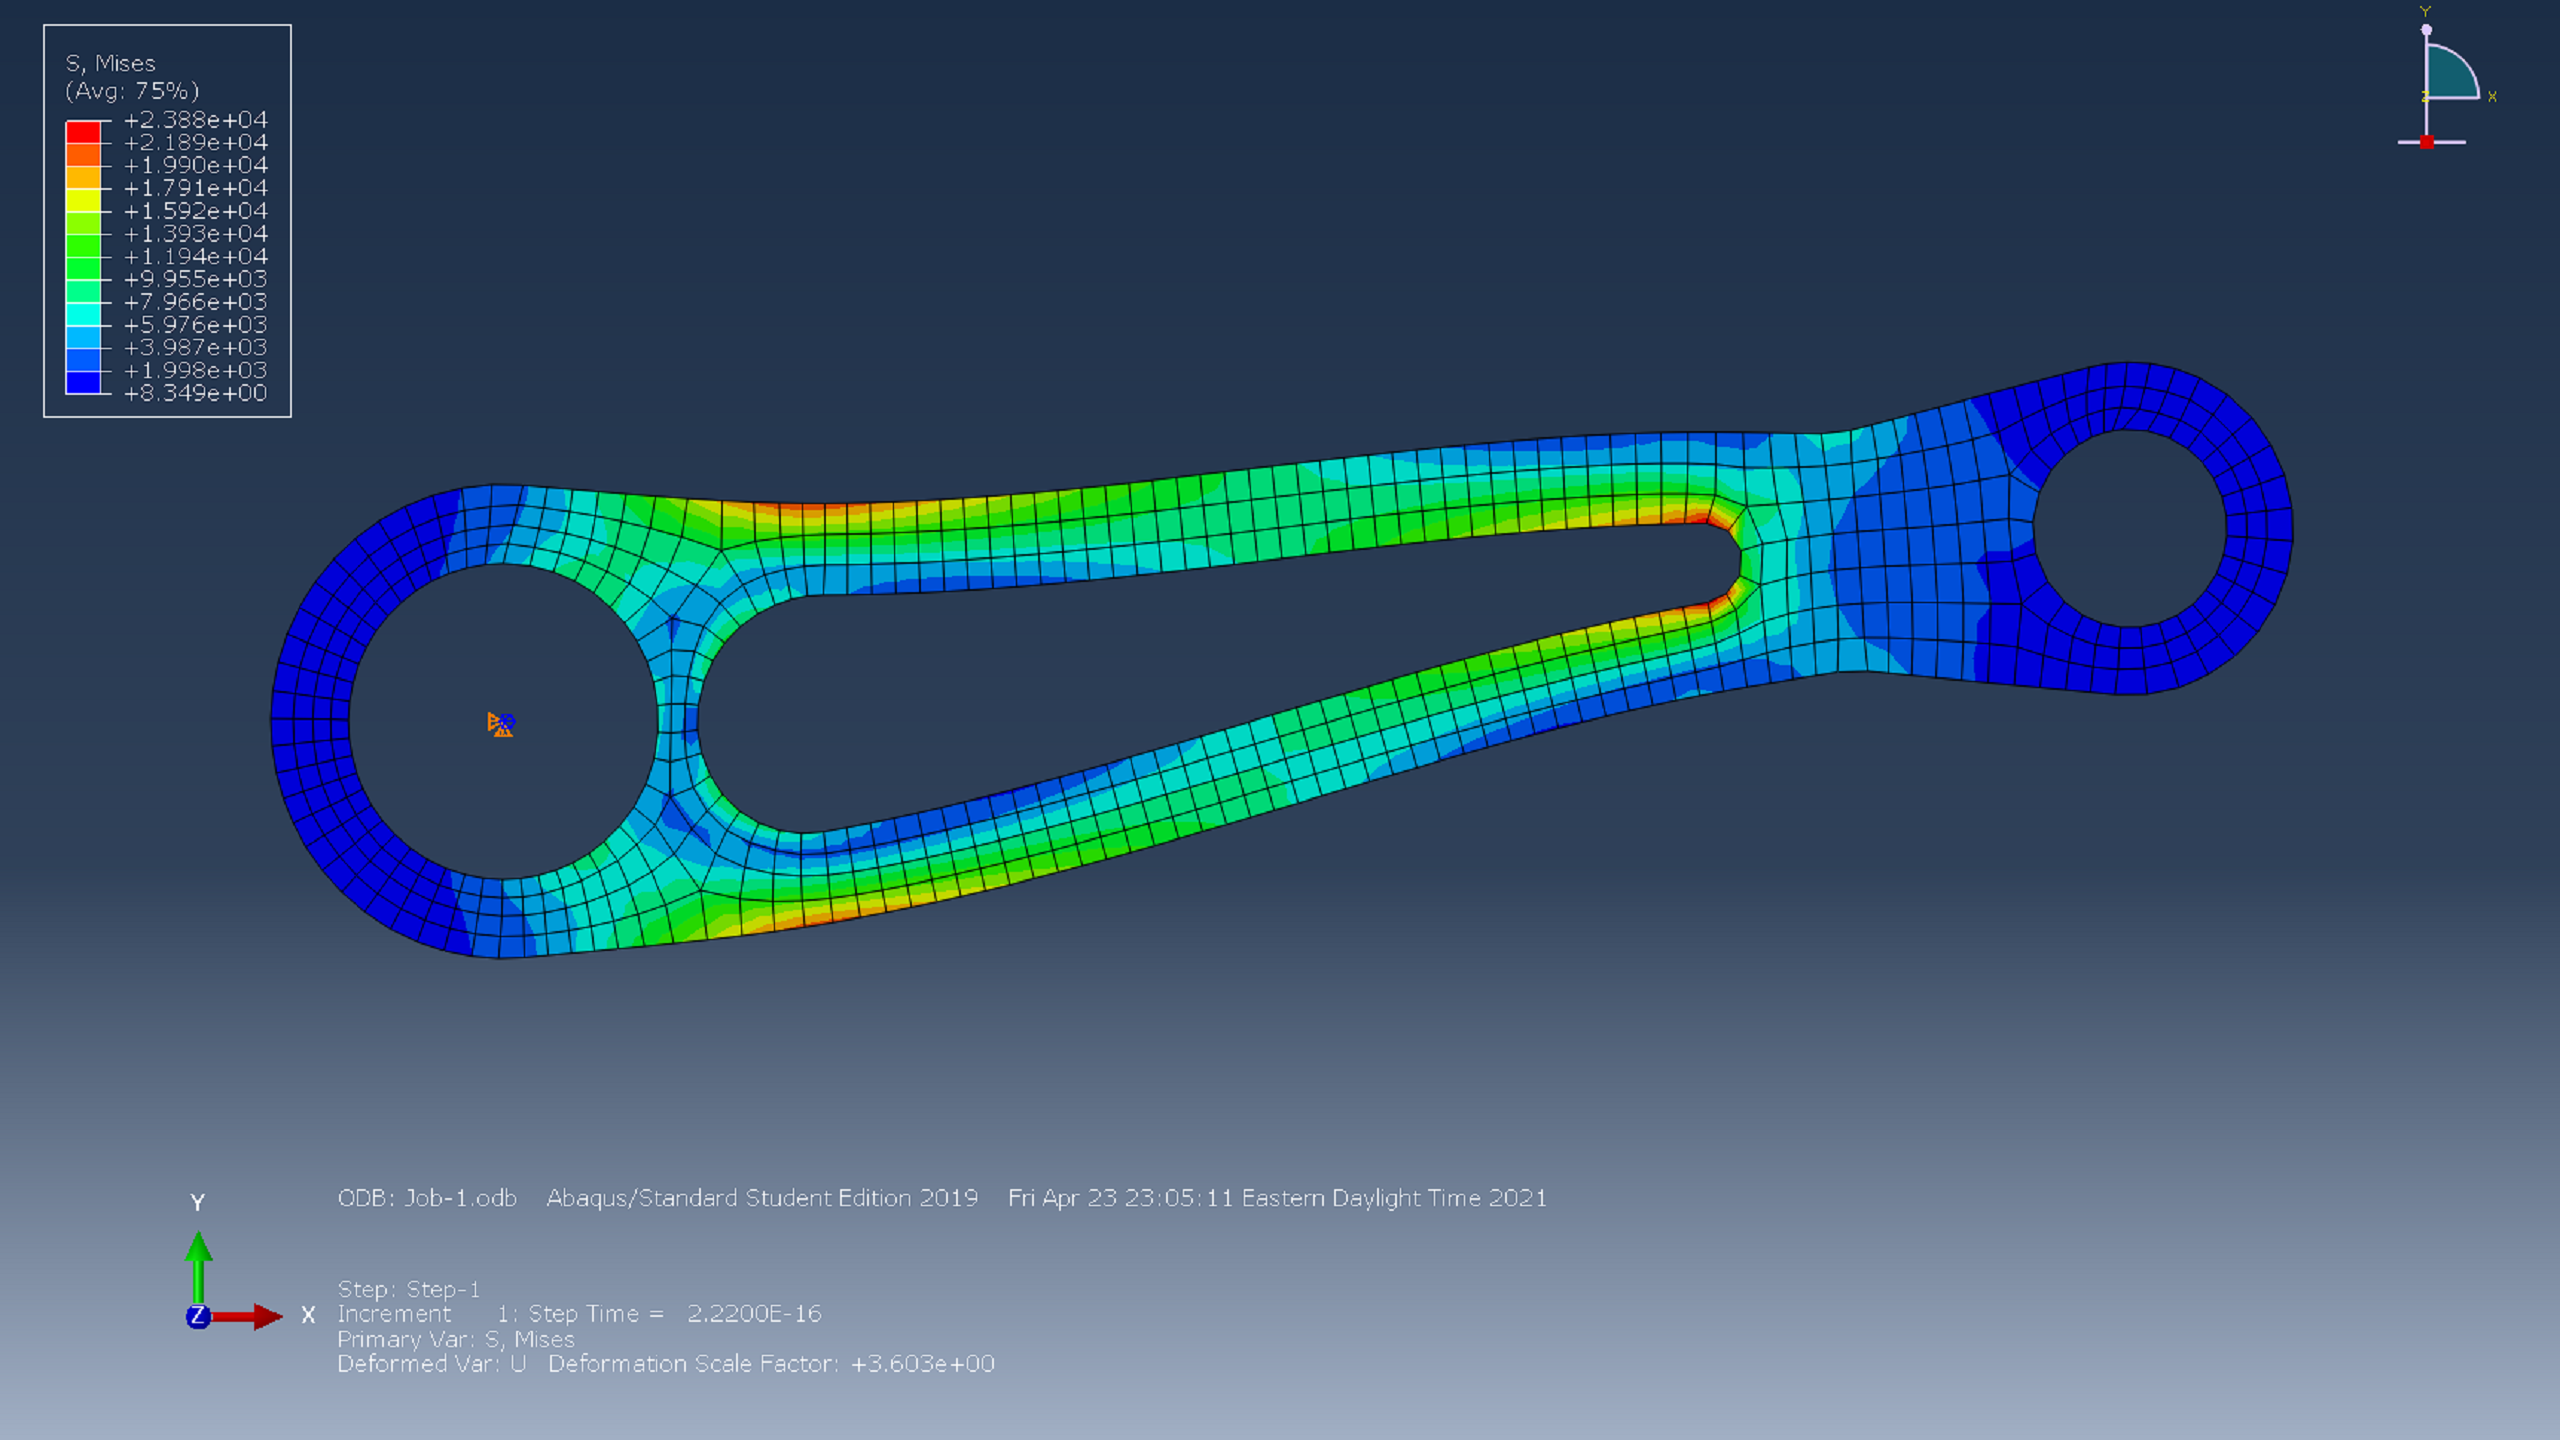 S, Mises
(Avg: 75%)
+2.388e+04
+2.189e+04
+1.990e+04
+1.791e+04
+1.592e+04
+1.393e+04
+1.194e+04
+9.955e+03
+7.966e+03
+5.976e+03
+3.987e+03
+1.998e+03
+8.349e+00
Y
Z X
ODB: Job-1.odb Abaqus/Standard Student Edition 2019 Fri Apr 23 23:05:11 Eastern Daylight Time 2021
Y
Z X
Step: Step-1
Increment 1: Step Time = 2.2200E-16
Primary Var: S, Mises
Deformed Var: U Deformation Scale Factor: +3.603e+00